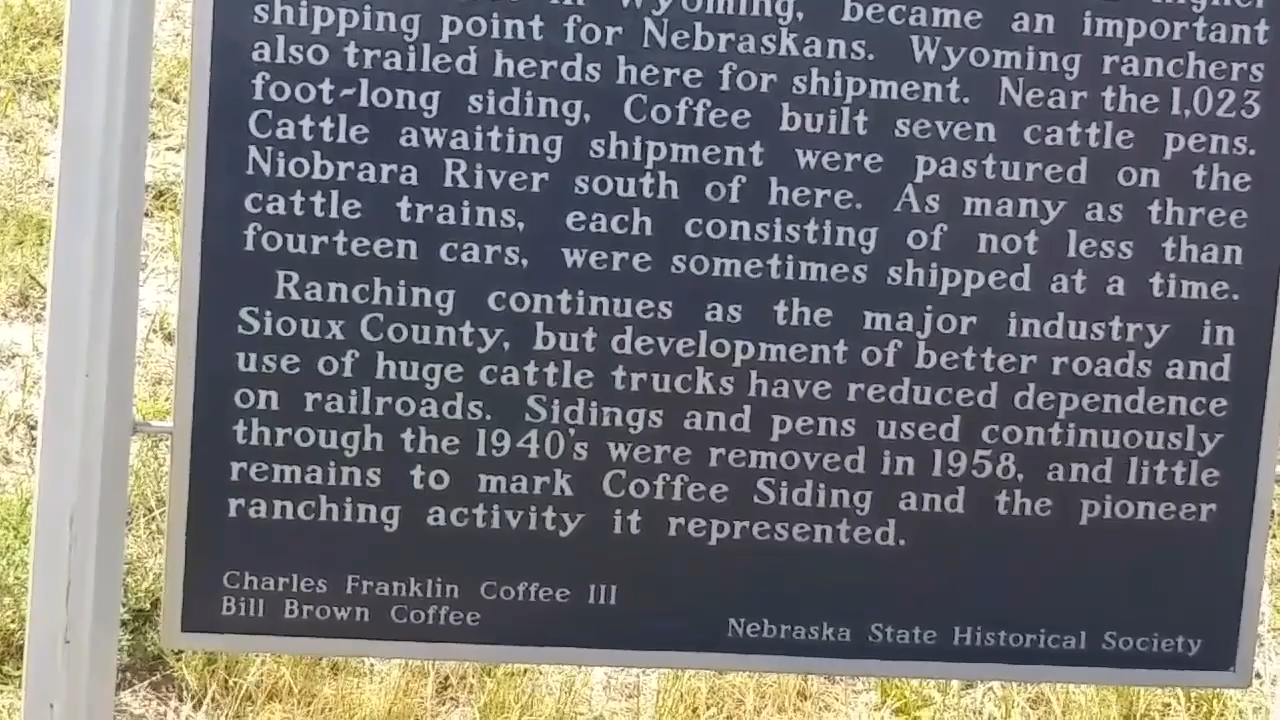 in Wyoming, became an important
shipping point for Nebraskans. Wyoming ranchers
also trailed herds here for shipment. Near the 1,023
foot-long siding, Coffee built seven cattle pens.
Cattle awaiting shipment were pastured on the
Niobrara River south of here. As many as three
cattle trains, each consisting of not less than
fourteen cars, were sometimes shipped at a time.
Ranching continues as the major industry in
Sioux County, but development of better roads and
use of huge cattle trucks have reduced dependence
on railroads. Sidings and pens used continuously
through the 1940's were removed in 1958, and little
remains to mark Coffee Siding and the pioneer
ranching activity it represented.
Charles Franklin Coffee III
Bill Brown Coffee
Nebraska State Historical Society